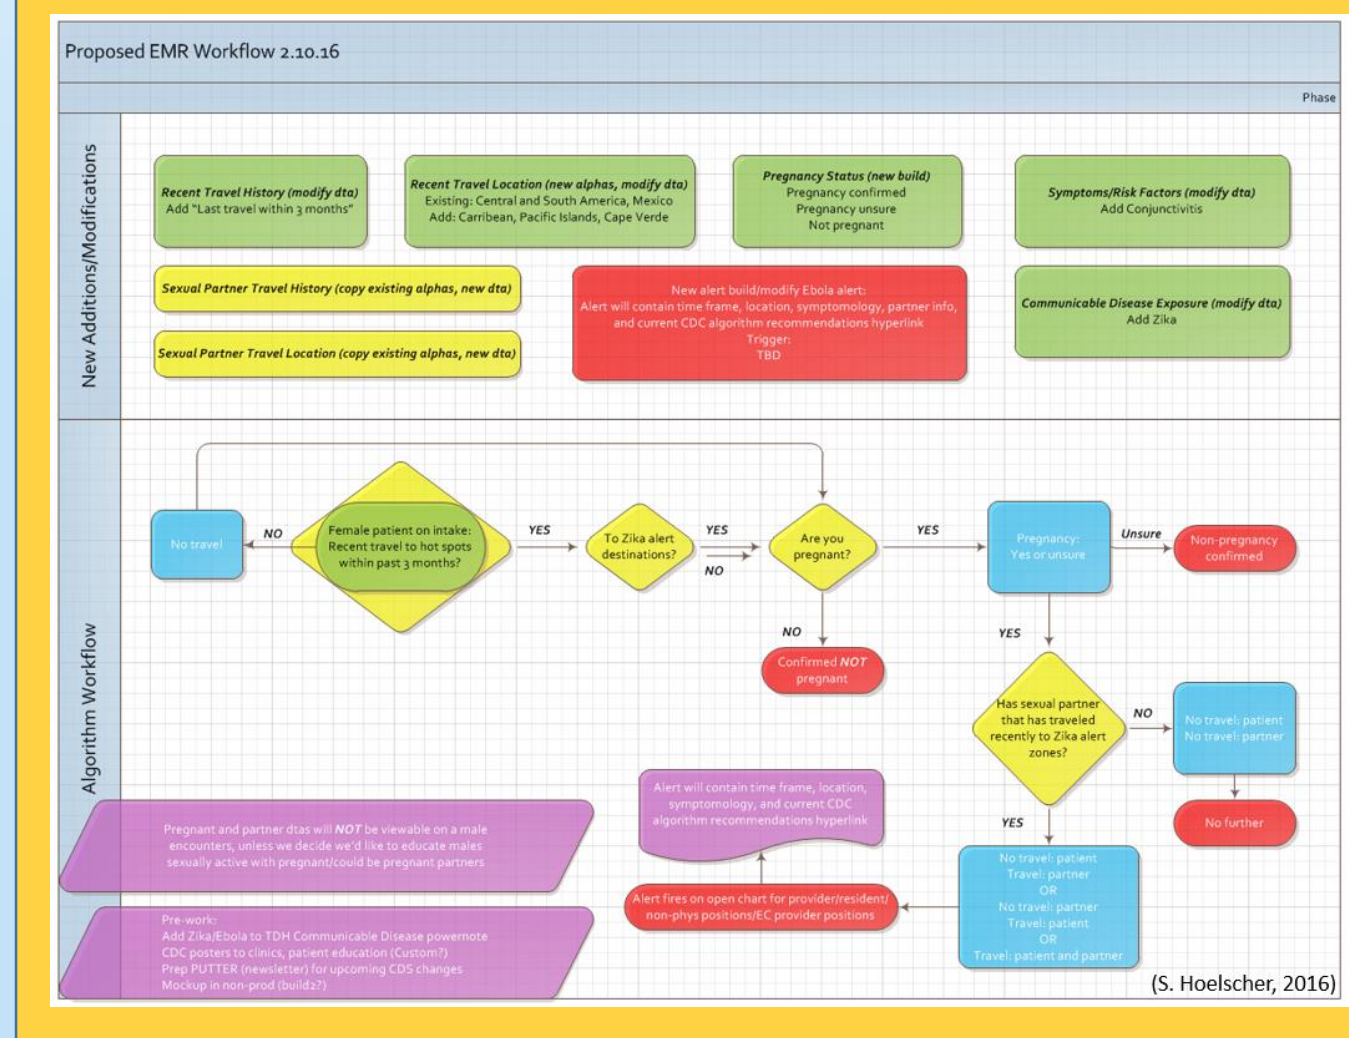 Proposed EMR Workflow 2.10.16
Phase
New Additions/Modifications
Recent Travel History (modify dta)
Add "Last travel within 3 months"
Recent Travel Location (new alphas, modify dta)
Existing: Central and South America, Mexico
Add: Carribean, Pacific Islands, Cape Verde
Pregnancy Status (new build)
Pregnancy confirmed
Pregnancy unsure
Not pregnant
Symptoms/Risk Factors (modify dta)
Add Conjunctivitis
Sexual Partner Travel History (copy existing alphas, new dta)
Sexual Partner Travel Location (copy existing alphas, new dta)
New alert build/modify Ebola alert:
Alert will contain time frame, location, symptomology, partner info,
and current CDC algorithm recommendations hyperlink
Trigger:
TBD
Communicable Disease Exposure (modify dta)
Add Zika
Algorithm Workflow
No travel
NO
Female patient on intake:
Recent travel to hot spots
within past 3 months?
YES
To Zika alert
destinations?
YES
NO
Are you
pregnant?
YES
Pregnancy:
Yes or unsure
Unsure
Non-pregnancy
confirmed
NO
Confirmed NOT
pregnant
YES
Has sexual partner
that has traveled
recently to Zika alert
zones?
NO
No travel: patient
No travel: partner
No further
YES
No travel: patient
Travel: partner
OR
No travel: partner
Travel: patient
OR
Travel: patient and partner
Alert fires on open chart for provider/resident/
non-phys positions/EC provider positions
Alert will contain time frame, location,
symptomology, and current CDC
algorithm recommendations hyperlink
Pregnant and partner dtas will NOT be viewable on a male
encounters, unless we decide we'd like to educate males
sexually active with pregnant/could be pregnant partners
Pre-work:
Add Zika/Ebola to TDH Communicable Disease powernote
CDC posters to clinics, patient education (Custom?)
Prep PUTTER (newsletter) for upcoming CDS changes
Mockup in non-prod (build2?)
(S. Hoelscher, 2016)